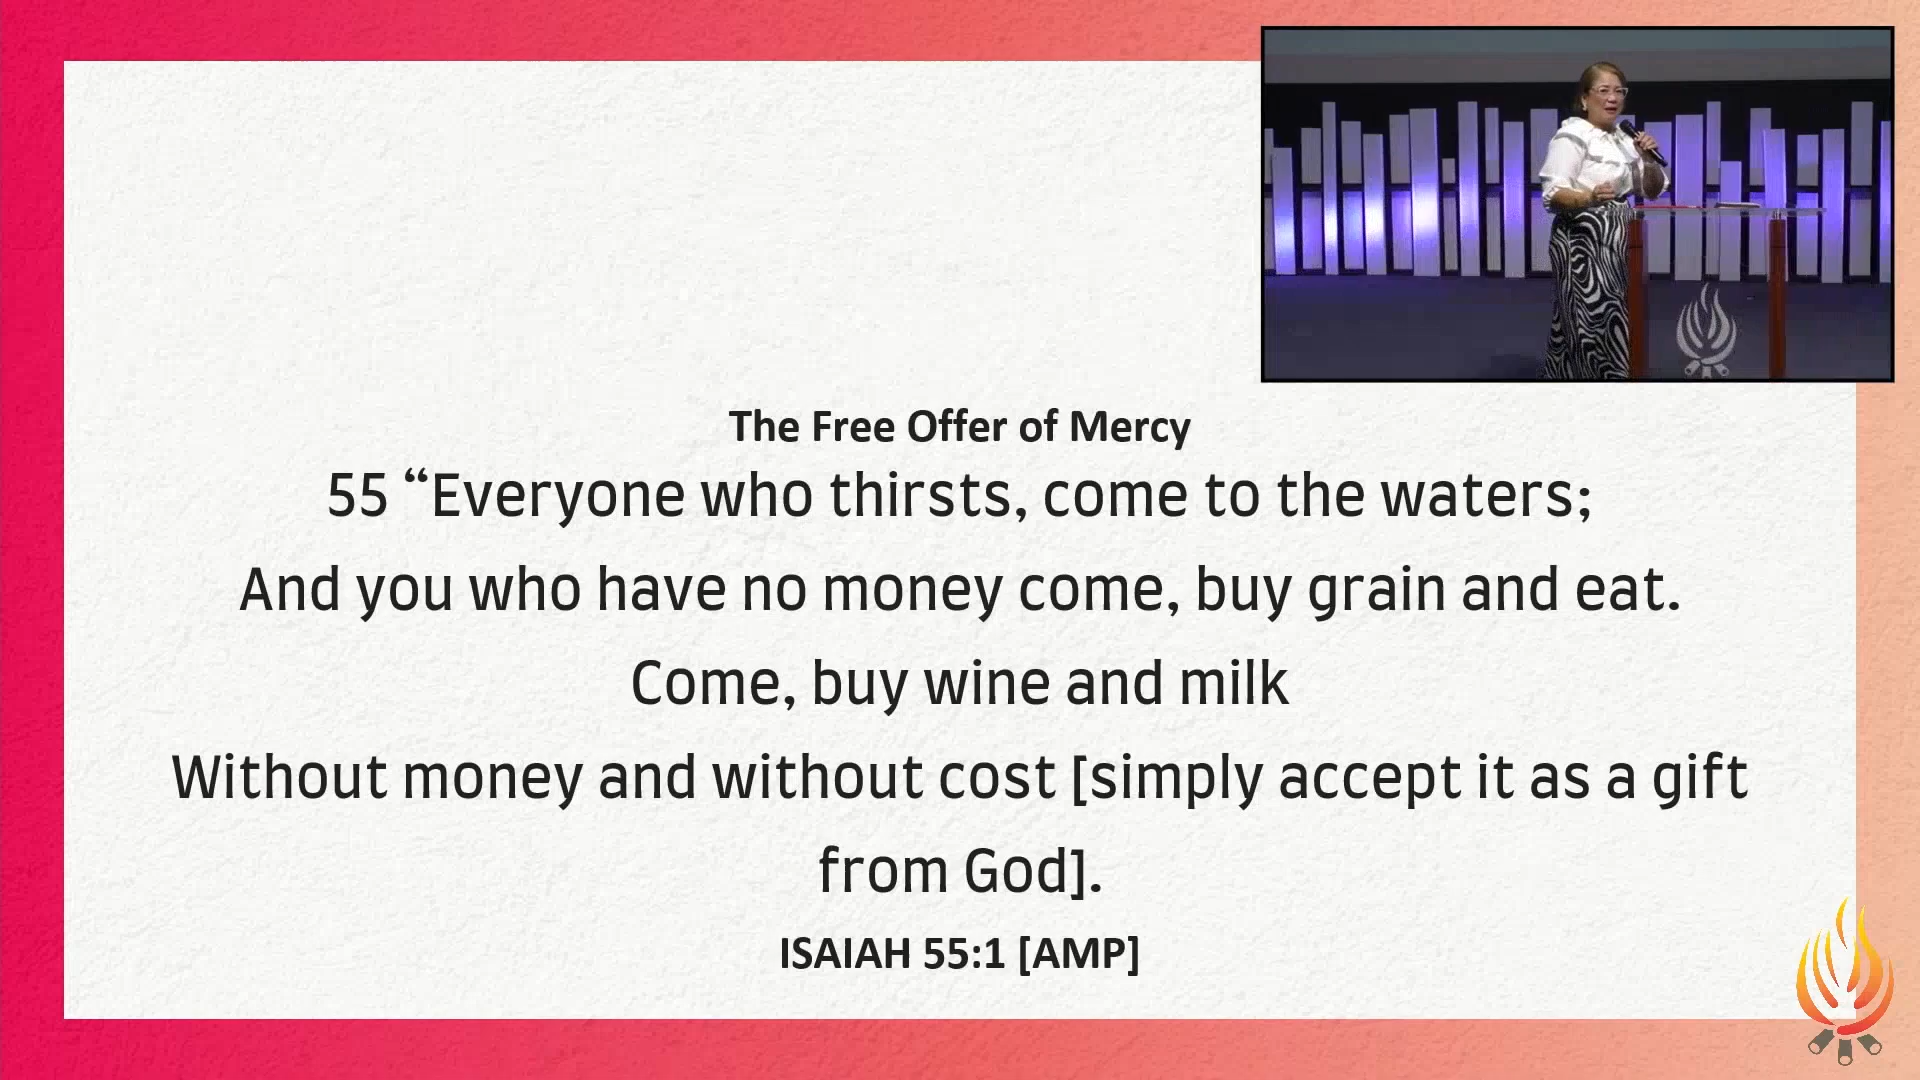 The Free Offer of Mercy
55 “Everyone who thirsts, come to the waters;
And you who have no money come, buy grain and eat.
Come, buy wine and milk
Without money and without cost [simply accept it as a gift
from God].
ISAIAH 55:1 [AMP]